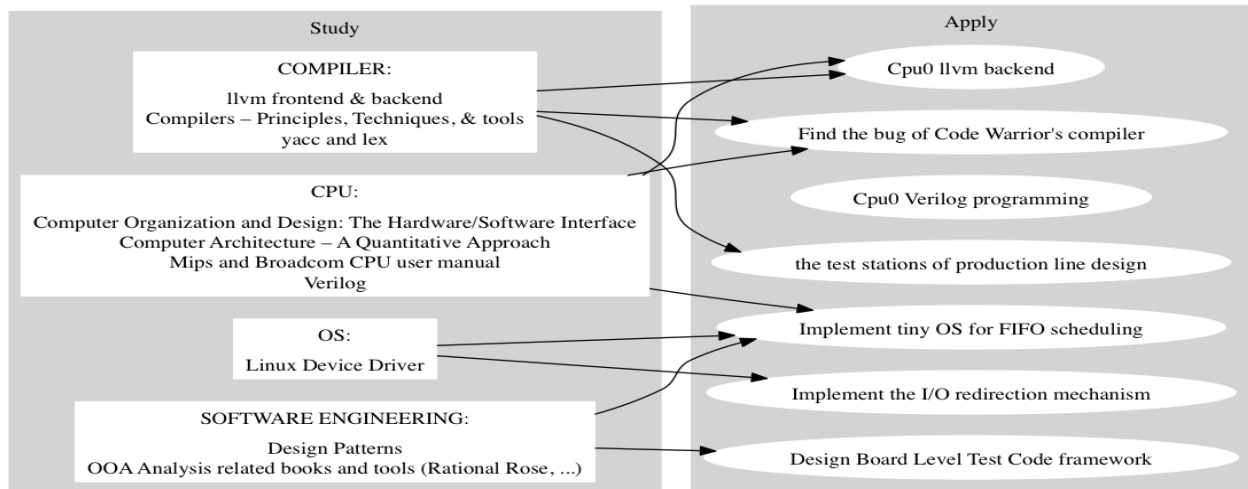 Study
COMPILER:
llvm frontend & backend
Compilers – Principles, Techniques, & tools
yacc and lex
CPU:
Computer Organization and Design: The Hardware/Software Interface
Computer Architecture – A Quantitative Approach
Mips and Broadcom CPU user manual
Verilog
OS:
Linux Device Driver
SOFTWARE ENGINEERING:
Design Patterns
OOA Analysis related books and tools (Rational Rose, ...)
Apply
Cpu0 llvm backend
Find the bug of Code Warrior's compiler
Cpu0 Verilog programming
the test stations of production line design
Implement tiny OS for FIFO scheduling
Implement the I/O redirection mechanism
Design Board Level Test Code framework